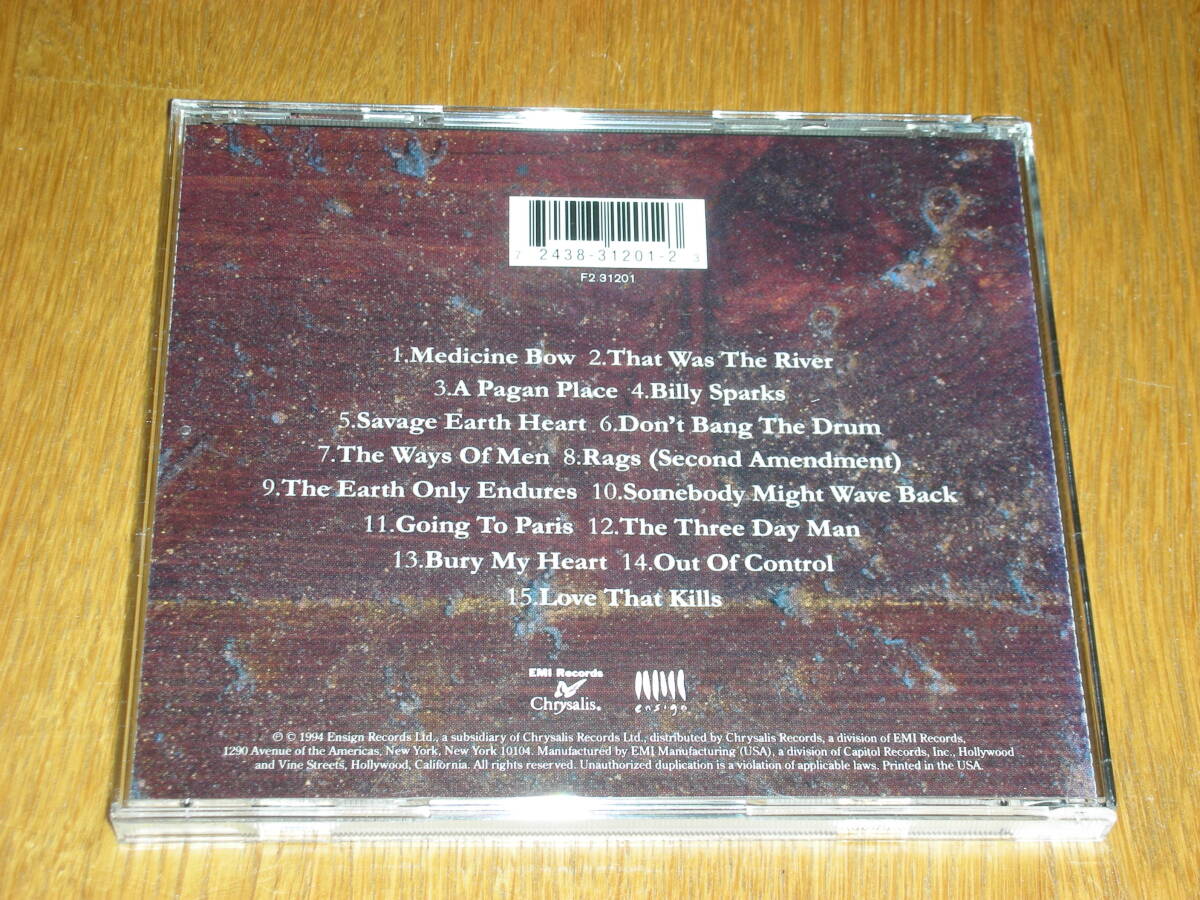 7 2438-31201-2 3
F2 31201
1.Medicine Bow 2.That Was The River
3.A Pagan Place 4.Billy Sparks
5.Savage Earth Heart 6.Don't Bang The Drum
7.The Ways Of Men 8.Rags (Second Amendment)
9.The Earth Only Endures 10.Somebody Might Wave Back
11.Going To Paris 12.The Three Day Man
13.Bury My Heart 14.Out Of Control
15.Love That Kills
EMI Records
Chrysalis®
ensign
℗ © 1994 Ensign Records Ltd., a subsidiary of Chrysalis Records Ltd., distributed by Chrysalis Records, a division of EMI Records,
1290 Avenue of the Americas, New York, New York 10104. Manufactured by EMI Manufacturing (USA), a division of Capitol Records, Inc., Hollywood
and Vine Streets, Hollywood, California. All rights reserved. Unauthorized duplication is a violation of applicable laws. Printed in the USA.